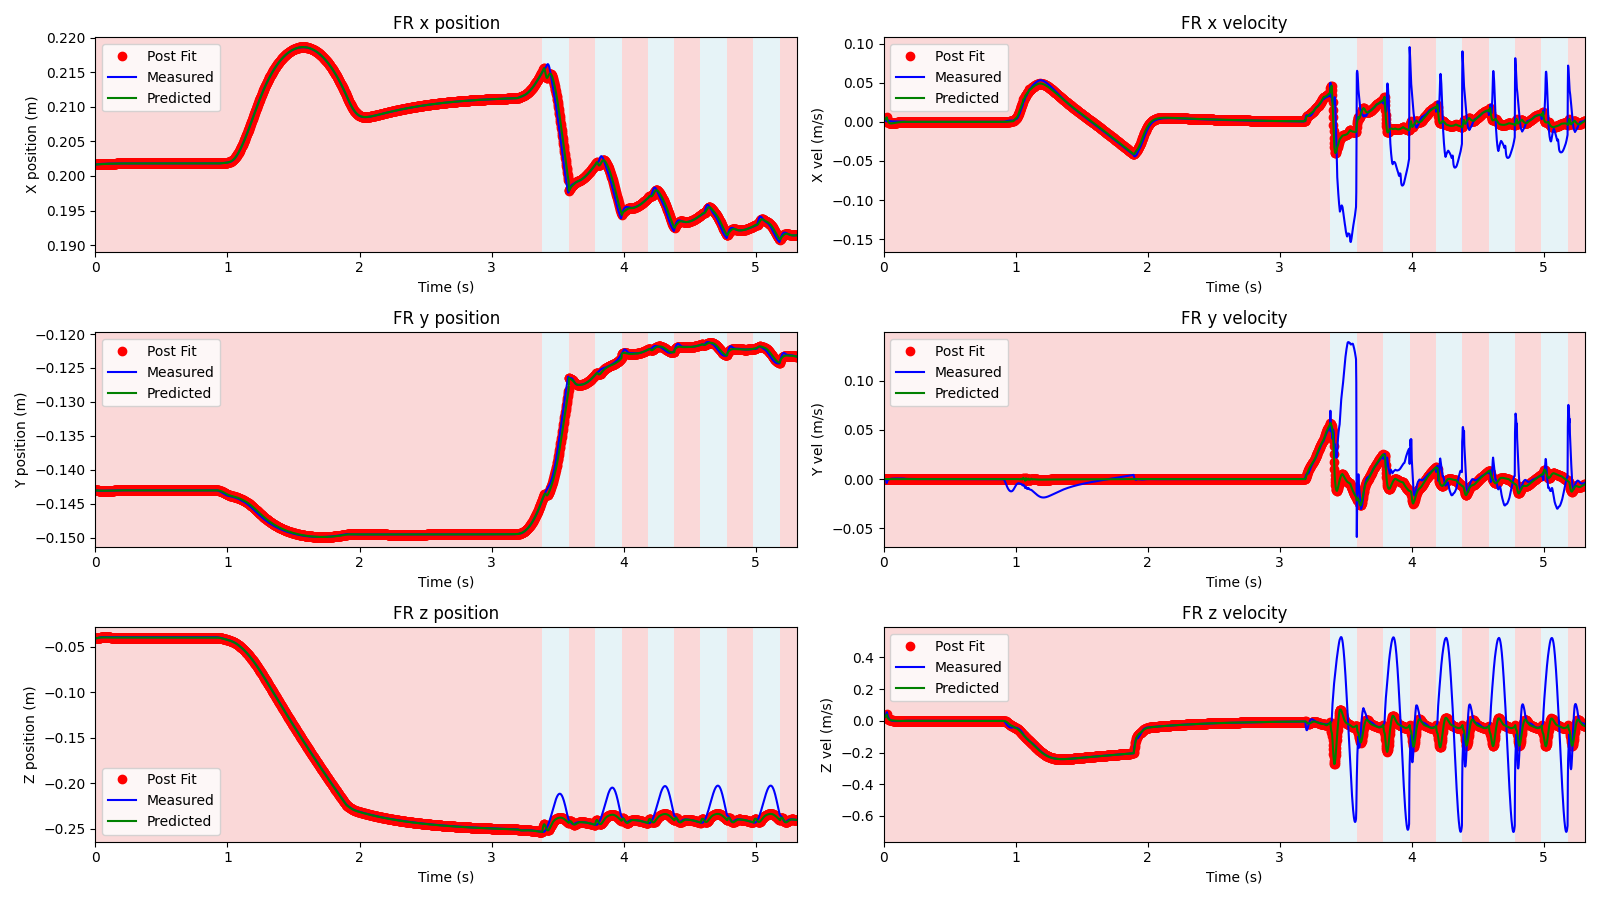 FR x position
X position (m)
0.220
0.215
0.210
0.205
0.200
0.195
0.190
Post Fit
Measured
Predicted
0 1 2 3 4 5
Time (s)
FR x velocity
X vel (m/s)
0.10
0.05
0.00
−0.05
−0.10
−0.15
Post Fit
Measured
Predicted
0 1 2 3 4 5
Time (s)
FR y position
Y position (m)
−0.120
−0.125
−0.130
−0.135
−0.140
−0.145
−0.150
Post Fit
Measured
Predicted
0 1 2 3 4 5
Time (s)
FR y velocity
Y vel (m/s)
0.10
0.05
0.00
−0.05
Post Fit
Measured
Predicted
0 1 2 3 4 5
Time (s)
FR z position
Z position (m)
−0.05
−0.10
−0.15
−0.20
−0.25
Post Fit
Measured
Predicted
0 1 2 3 4 5
Time (s)
FR z velocity
Z vel (m/s)
0.4
0.2
0.0
−0.2
−0.4
−0.6
Post Fit
Measured
Predicted
0 1 2 3 4 5
Time (s)